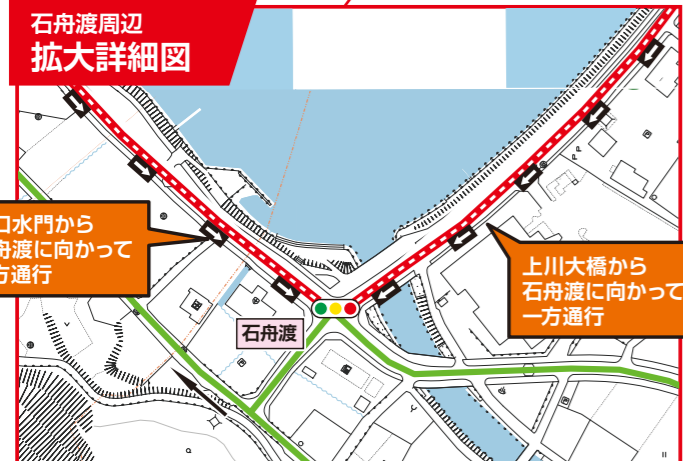 石舟渡周辺
拡大詳細図
口水門から
舟渡に向かって
方通行
上川大橋から
石舟渡に向かって
一方通行
石舟渡